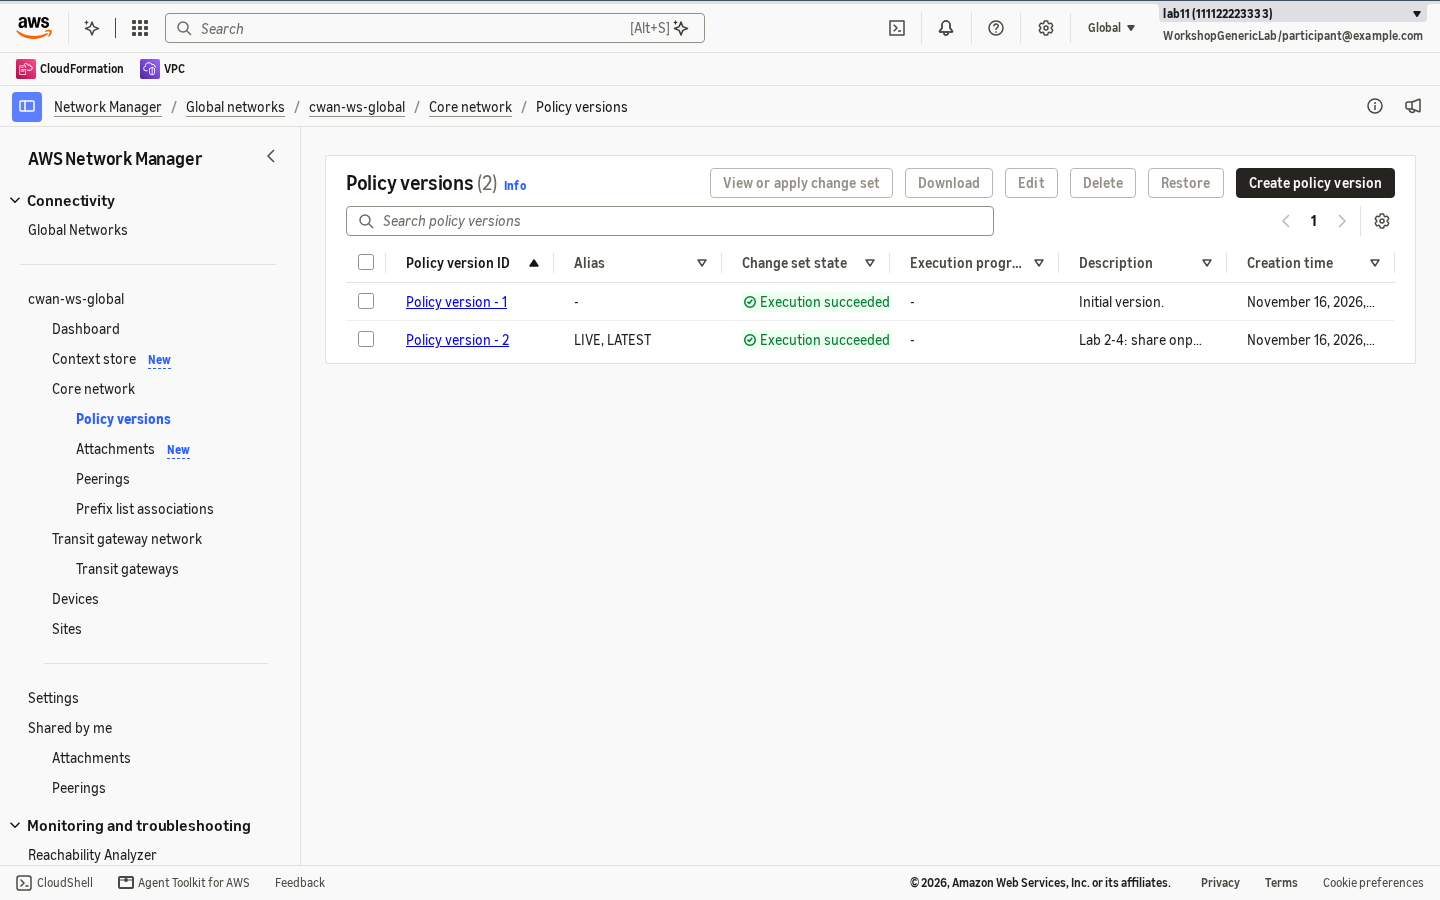 aws
Search
[Alt+S]
Global
lab11 (111122223333)
WorkshopGenericLab/participant@example.com
CloudFormation
VPC
Network Manager / Global networks / cwan-ws-global / Core network / Policy versions
AWS Network Manager
Connectivity
Global Networks
cwan-ws-global
Dashboard
Context store New
Core network
Policy versions
Attachments New
Peerings
Prefix list associations
Transit gateway network
Transit gateways
Devices
Sites
Settings
Shared by me
Attachments
Peerings
Monitoring and troubleshooting
Reachability Analyzer
Policy versions (2) Info
View or apply change set
Download
Edit
Delete
Restore
Create policy version
Search policy versions
1
Policy version ID Alias Change set state Execution progr... Description Creation time
Policy version - 1 - Execution succeeded - Initial version. November 16, 2026,...
Policy version - 2 LIVE, LATEST Execution succeeded - Lab 2-4: share onp... November 16, 2026,...
CloudShell Agent Toolkit for AWS Feedback © 2026, Amazon Web Services, Inc. or its affiliates. Privacy Terms Cookie preferences